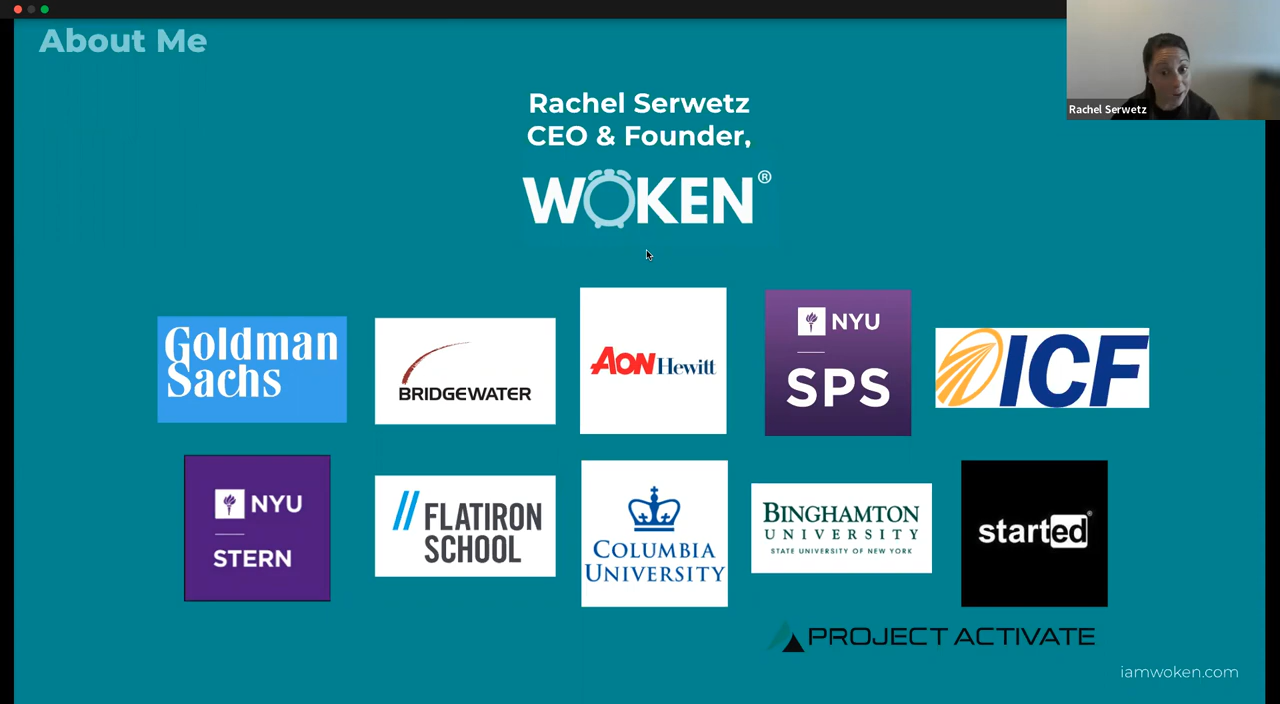 About Me
Rachel Serwetz
Rachel Serwetz
CEO & Founder,
WOKEN®
Goldman
Sachs
BRIDGEWATER
AON Hewitt
NYU
SPS
ICF
NYU
STERN
FLATIRON
SCHOOL
COLUMBIA
UNIVERSITY
BINGHAMTON
UNIVERSITY
STATE UNIVERSITY OF NEW YORK
started®
PROJECT ACTIVATE
iamwoken.com